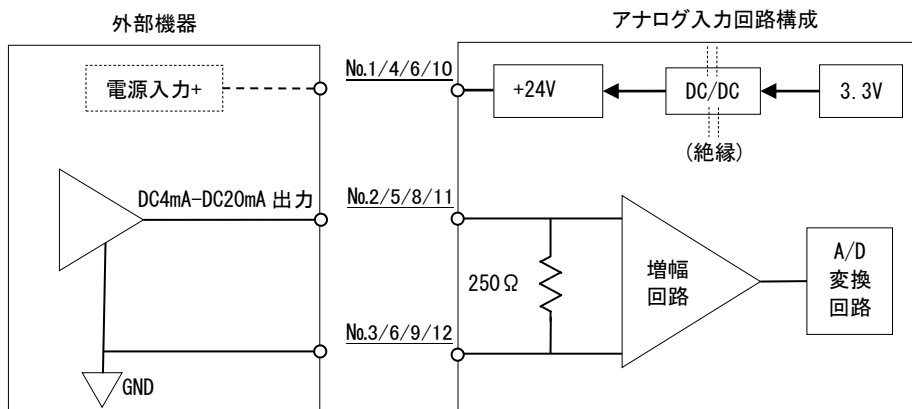 外部機器
アナログ入力回路構成
電源入力+
No.1/4/6/10
+24V
DC/DC
3.3V
(絶縁)
DC4mA-DC20mA 出力
No.2/5/8/11
250Ω
増幅
回路
A/D
変換
回路
No.3/6/9/12
GND